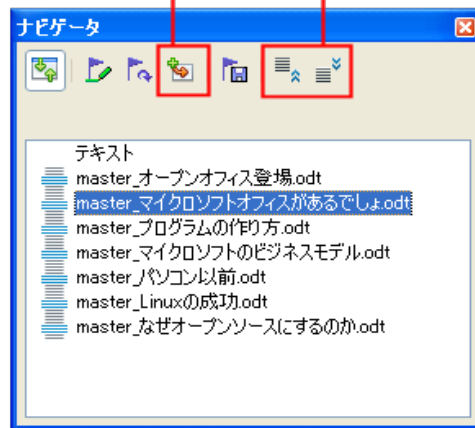 ナビゲータ
テキスト
master_オープンオフィス登場.odt
master_マイクロソフトオフィスがあるでしょ.odt
master_プログラムの作り方.odt
master_マイクロソフトのビジネスモデル.odt
master_パソコン以前.odt
master_Linuxの成功.odt
master_なぜオープンソースにするのか.odt